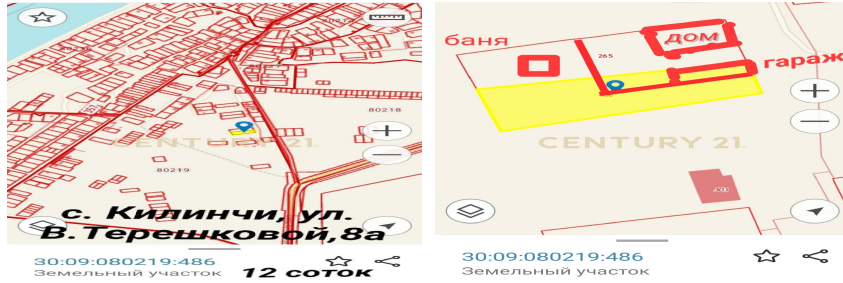 80218
80219
CENTURY 21.
с. Килинчи, ул.
В.Терешковой,8а
30:09:080219:486
Земельный участок
12 соток
баня
265
дом
гараж
CENTURY 21.
30:09:080219:486
Земельный участок